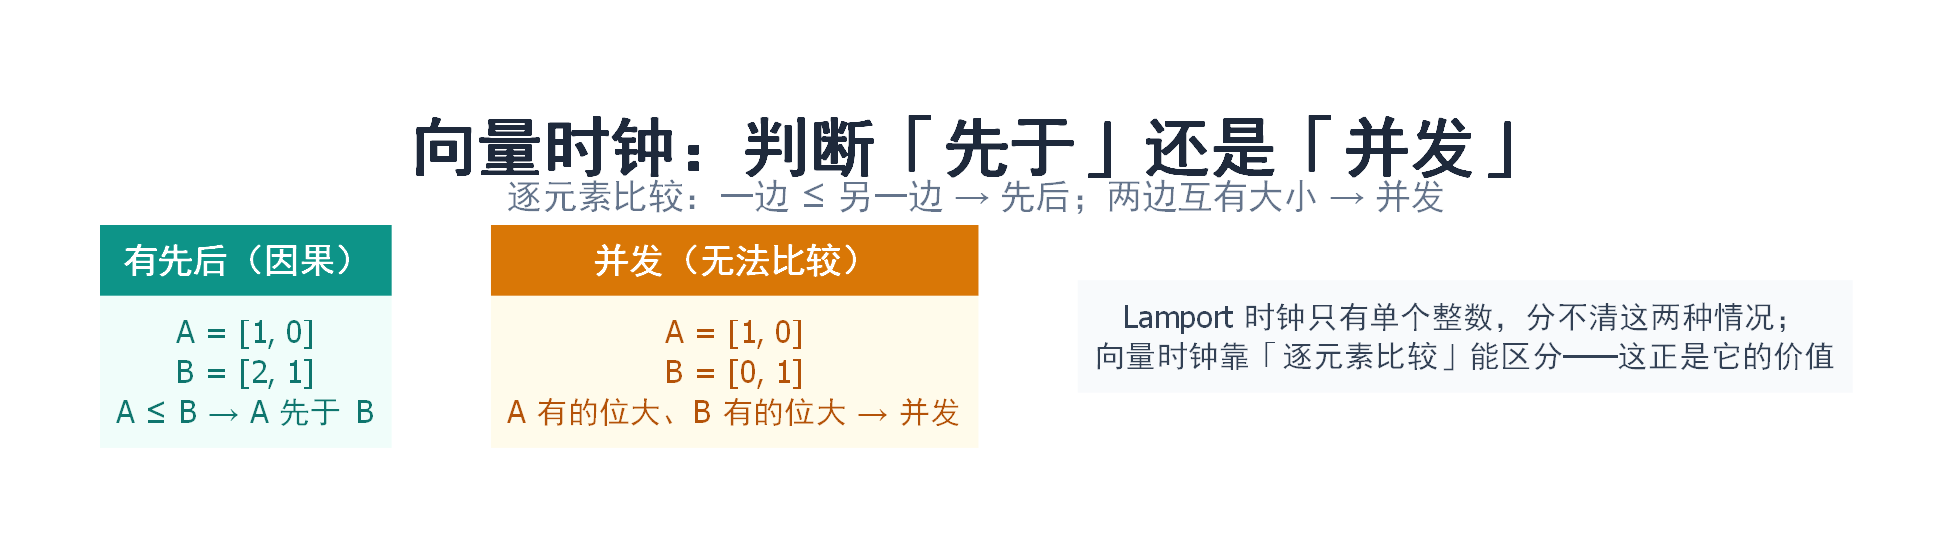 向量时钟：判断「先于」还是「并发」
逐元素比较：一边 ≤ 另一边 → 先后；两边互有大小 → 并发
有先后（因果）
A = [1, 0]
B = [2, 1]
A ≤ B → A 先于 B
并发（无法比较）
A = [1, 0]
B = [0, 1]
A 有的位大、B 有的位大 → 并发
Lamport 时钟只有单个整数，分不清这两种情况；
向量时钟靠「逐元素比较」能区分——这正是它的价值